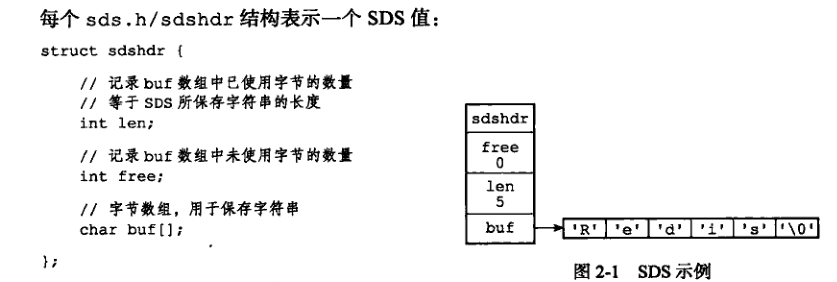 每个 sds.h/sdshdr 结构表示一个 SDS 值：
struct sdshdr {
// 记录 buf 数组中已使用字节的数量
// 等于 SDS 所保存字符串的长度
int len;
// 记录 buf 数组中未使用字节的数量
int free;
// 字节数组，用于保存字符串
char buf[];
};
sdshdr
free
0
len
5
buf
'R' 'e' 'd' 'i' 's' '\0'
图 2-1 SDS 示例